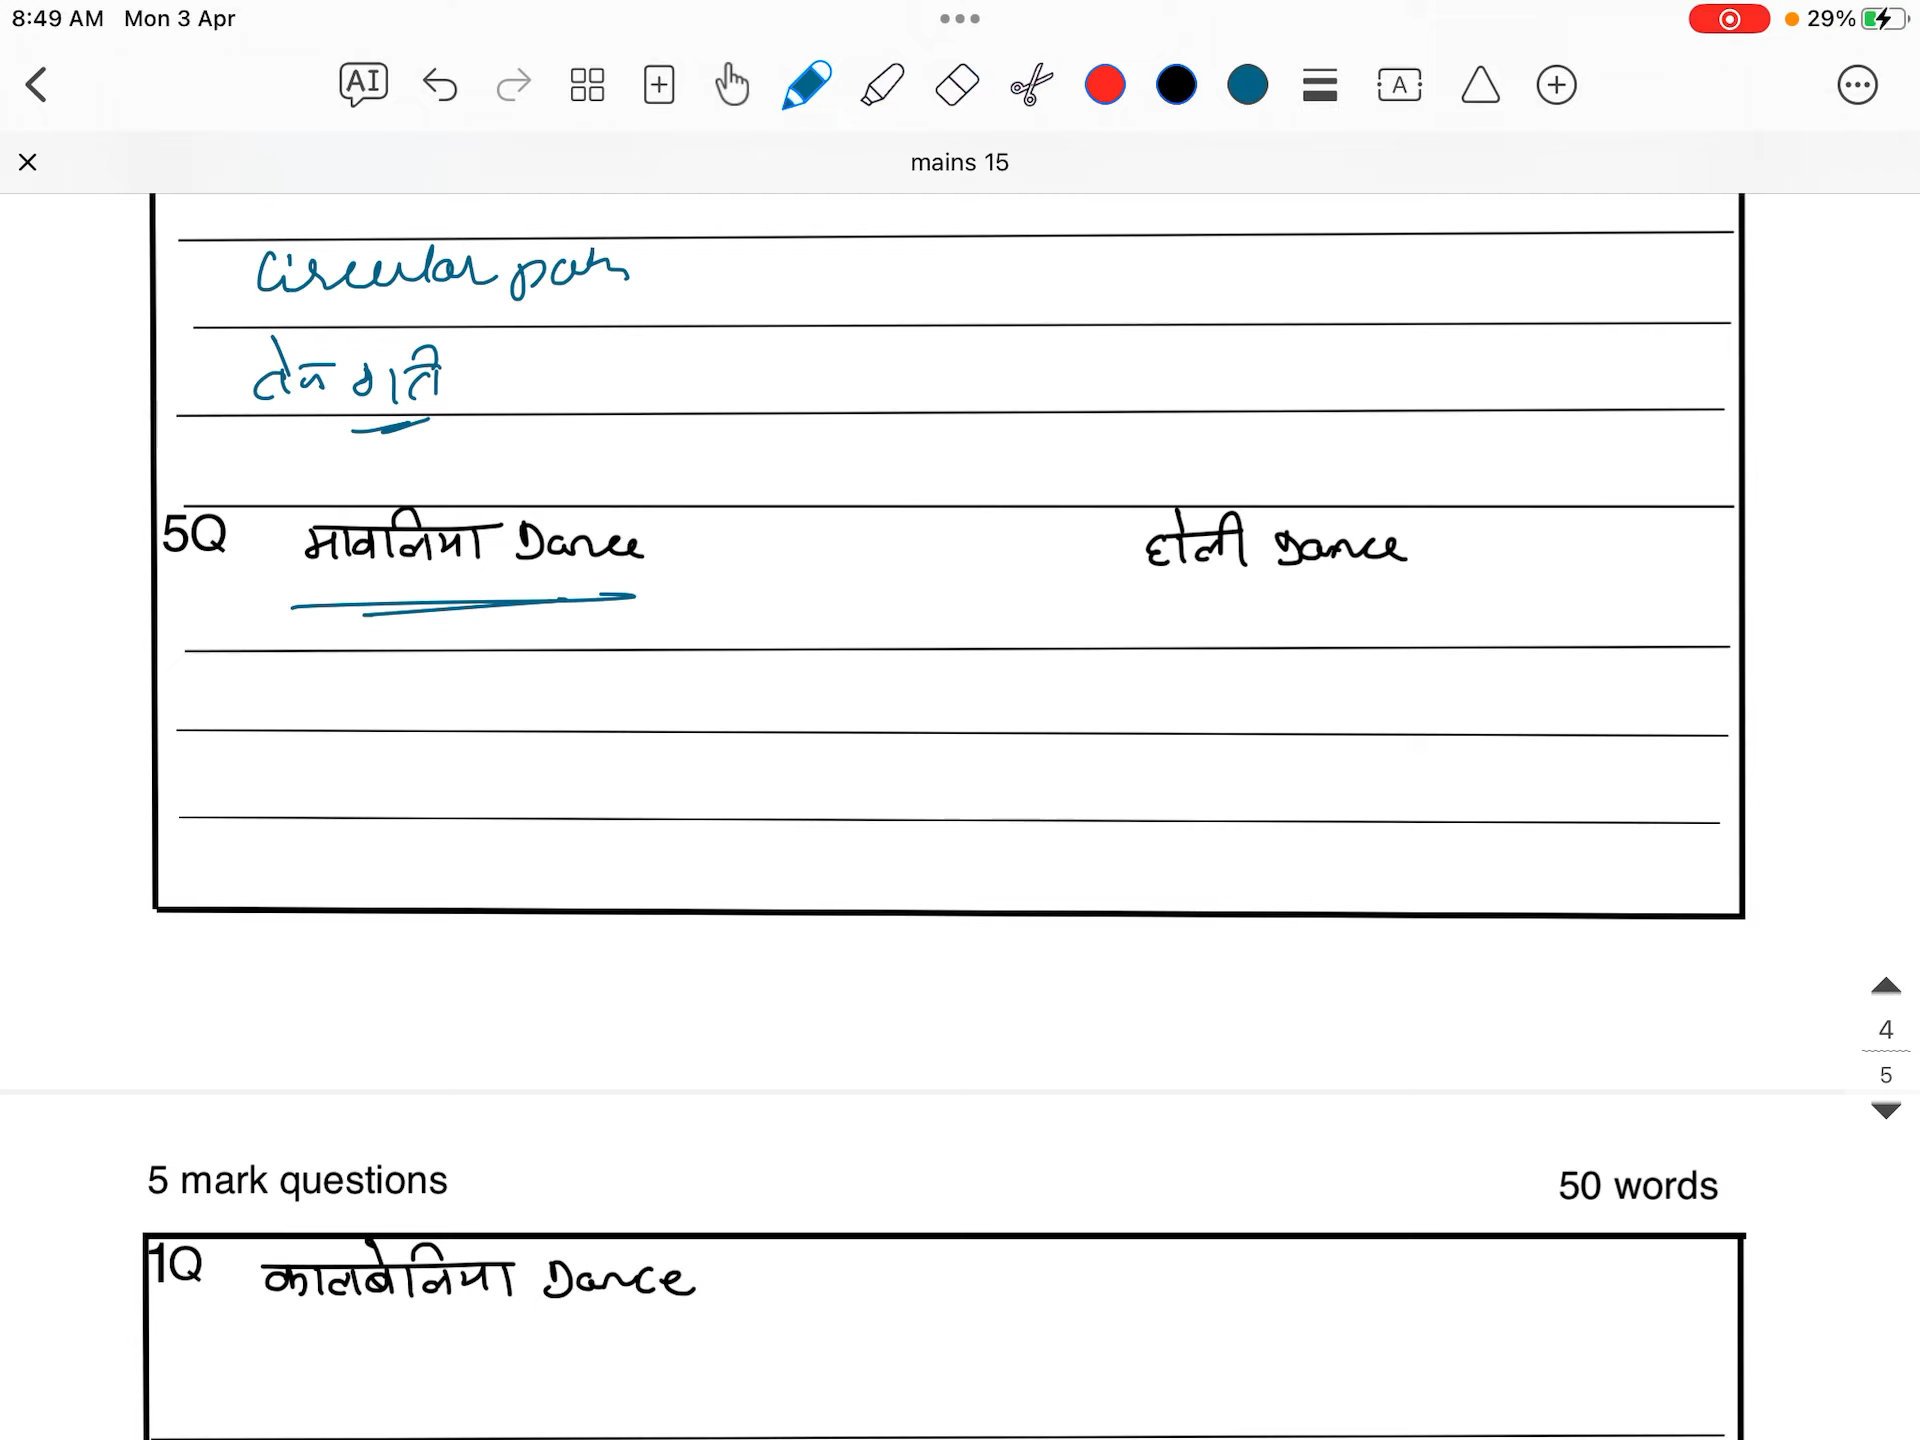 8:49 AM Mon 3 Apr
29%
AI
A
mains 15
Circular path
तेज गति
5Q मावलिया Dance होली Dance
4
5
5 mark questions 50 words
1Q कालबेलिया Dance